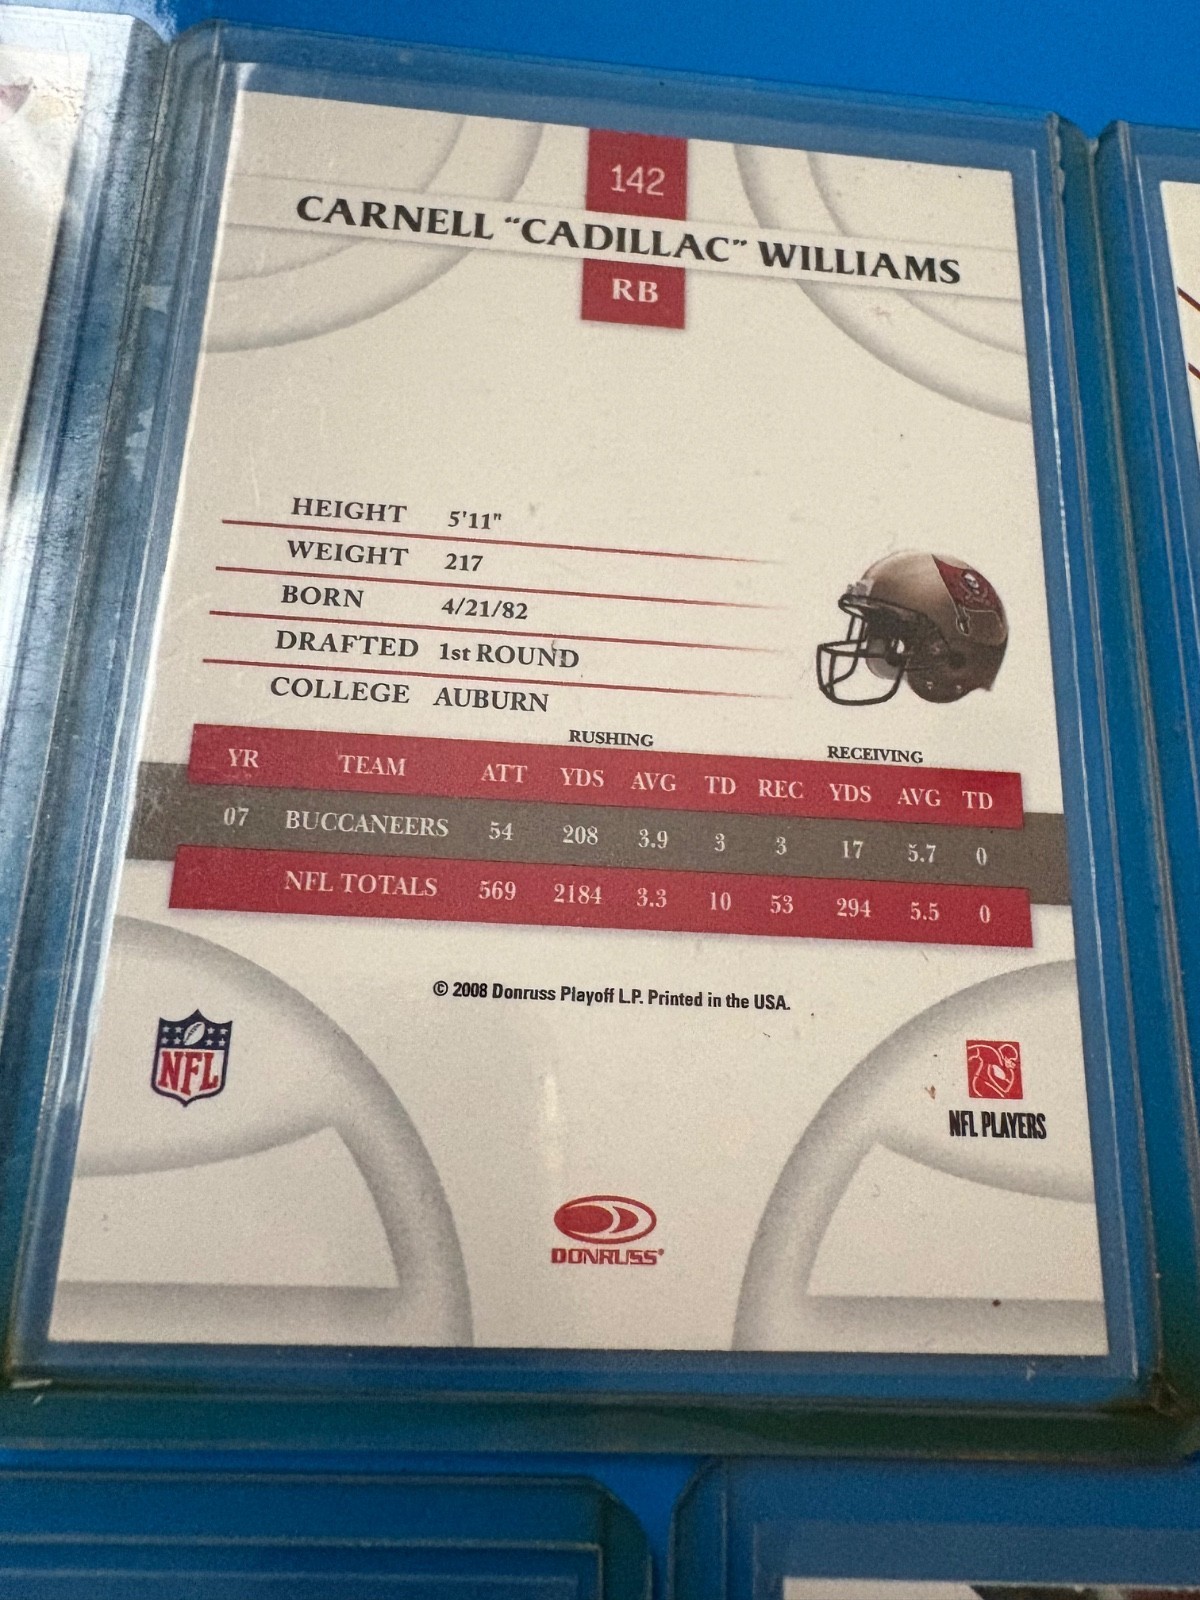 142
CARNELL “CADILLAC” WILLIAMS
RB
HEIGHT 5'11"
WEIGHT 217
BORN 4/21/82
DRAFTED 1st ROUND
COLLEGE AUBURN
RUSHING RECEIVING
YR TEAM ATT YDS AVG TD REC YDS AVG TD
07 BUCCANEERS 54 208 3.9 3 3 17 5.7 0
NFL TOTALS 569 2184 3.3 10 53 294 5.5 0
© 2008 Donruss Playoff L.P. Printed in the USA.
NFL
NFL PLAYERS
DONRUSS®